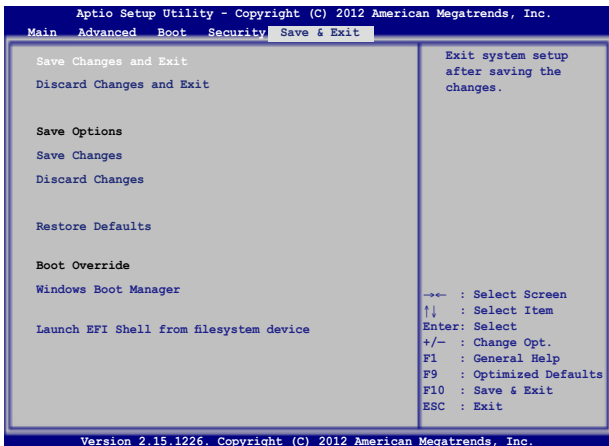 Aptio Setup Utility - Copyright (C) 2012 American Megatrends, Inc.
Main Advanced Boot Security Save & Exit
Save Changes and Exit
Discard Changes and Exit
Save Options
Save Changes
Discard Changes
Restore Defaults
Boot Override
Windows Boot Manager
Launch EFI Shell from filesystem device
Exit system setup
after saving the
changes.
→← : Select Screen
↑↓ : Select Item
Enter: Select
+/— : Change Opt.
F1 : General Help
F9 : Optimized Defaults
F10 : Save & Exit
ESC : Exit
Version 2.15.1226. Copyright (C) 2012 American Megatrends, Inc.